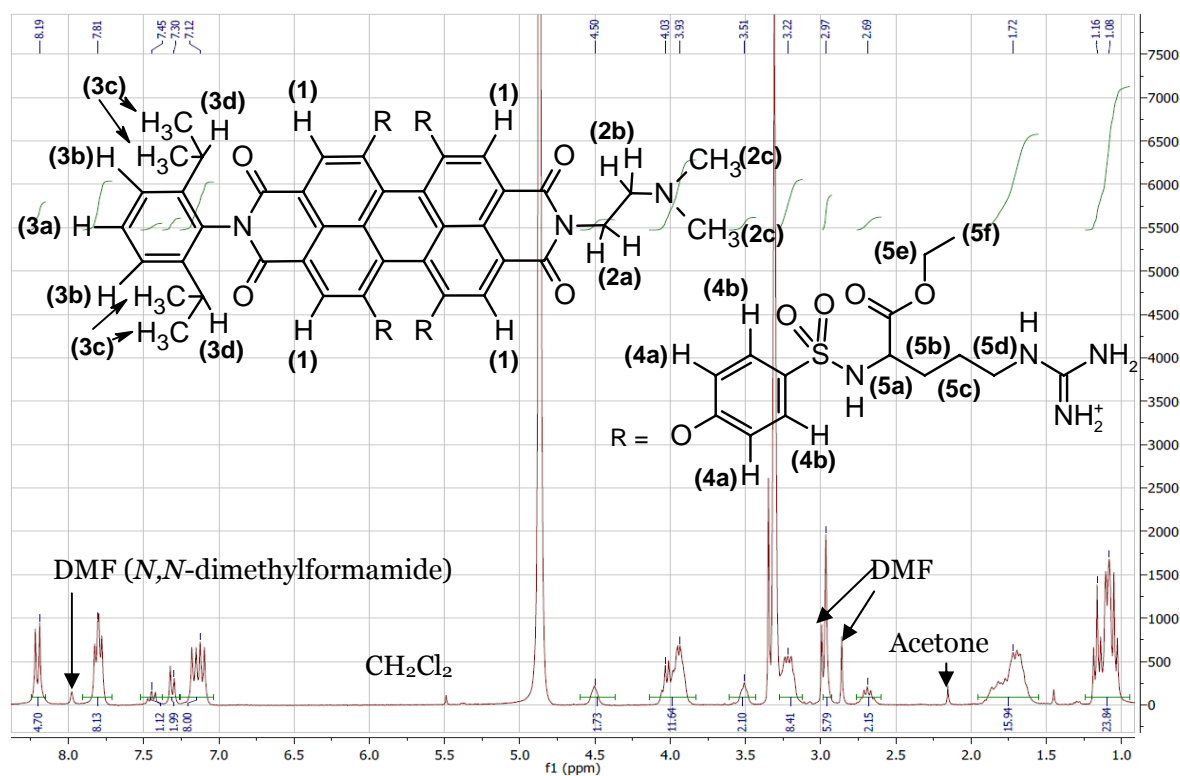 8.19 7.81 7.45 7.30 7.12 4.50 4.03 3.93 3.51 3.22 2.97 2.69 1.72 1.16 1.08
7500
7000
6500
6000
5500
5000
4500
4000
3500
3000
2500
2000
1500
1000
500
0
(3c) (3d) (1) (1)
H₃C H H R R H (2b)
(3b) H H₃C O O H H CH₃ (2c)
(3a) H N N N
CH₃ (2c)
H H
(3b) H H₃C O O (2a)
(3c) H₃C H H R R H
(3d) (1) (1)
(5e) (5f)
(4b) O O
H O O
(4a) H S (5b) (5d) H
N (5a) N NH₂
H (5c)
NH₂⁺
R = O H
(4b)
(4a) H
DMF (N,N-dimethylformamide)
DMF
CH₂Cl₂
Acetone
4.70 8.13 1.12 1.99 8.00 1.73 11.64 2.10 8.41 5.79 2.15 15.94 23.84
8.0 7.5 7.0 6.5 6.0 5.5 5.0 4.5 4.0 3.5 3.0 2.5 2.0 1.5 1.0
f1 (ppm)